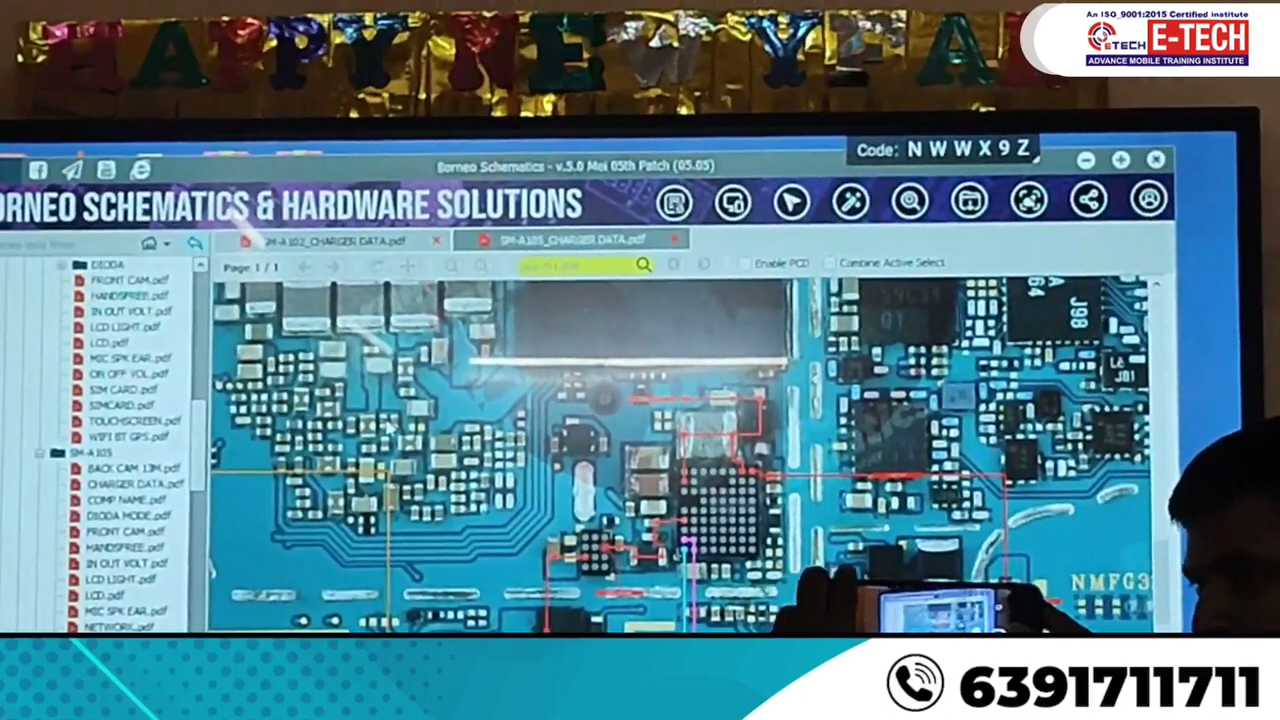 HAPPY NEW YEAR
An ISO_9001:2015 Certified institute
ETECH
E-TECH
ADVANCE MOBILE TRAINING INSTITUTE
Code: NWWX9Z
Borneo Schematics - v.5.0 Mei 05th Patch (05.05)
ORNEO SCHEMATICS & HARDWARE SOLUTIONS
SM-A102_CHARGER DATA.pdf
SM-A105_CHARGER DATA.pdf
Page 1 / 1
Enable PCD
Combine Active Select
DIODA
FRONT CAM.pdf
HANDSFREE.pdf
IN OUT VOLT.pdf
LCD LIGHT.pdf
LCD.pdf
MIC SPK EAR.pdf
ON OFF VOL.pdf
SIM CARD.pdf
SIMCARD.pdf
TOUCHSCREEN.pdf
WIFI BT GPS.pdf
SM-A105
BACK CAM 13M.pdf
CHARGER DATA.pdf
COMP NAME.pdf
DIODA MODE.pdf
FRONT CAM.pdf
HANDSFREE.pdf
IN OUT VOLT.pdf
LCD LIGHT.pdf
LCD.pdf
MIC SPK EAR.pdf
NETWORK.pdf
NMFG3
6391711711